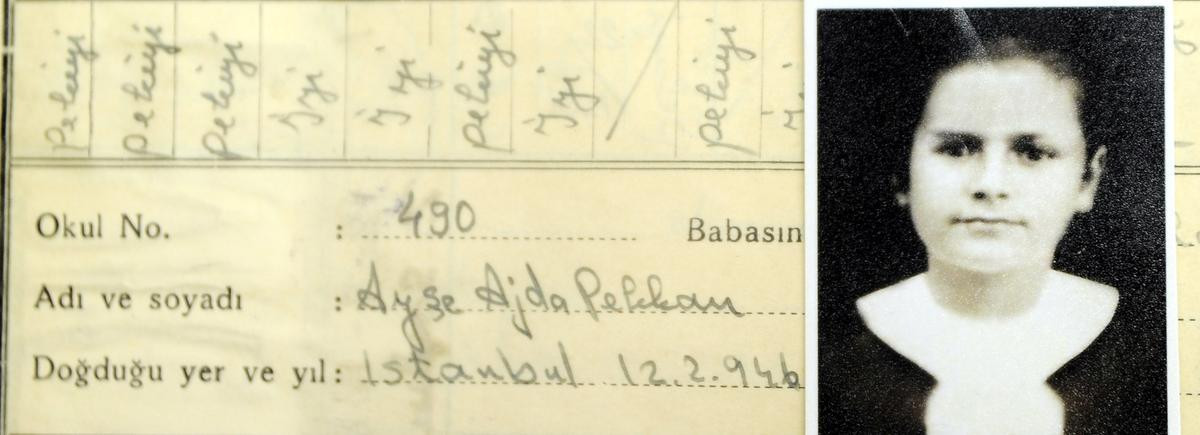 pekiyi pekiyi pekiyi İyi İyi pekiyi İyi / pekiyi
Okul No. : 490 Babasın
Adı ve soyadı : Ayşe Ajda Pekkan
Doğduğu yer ve yıl: İstanbul 12.2.946